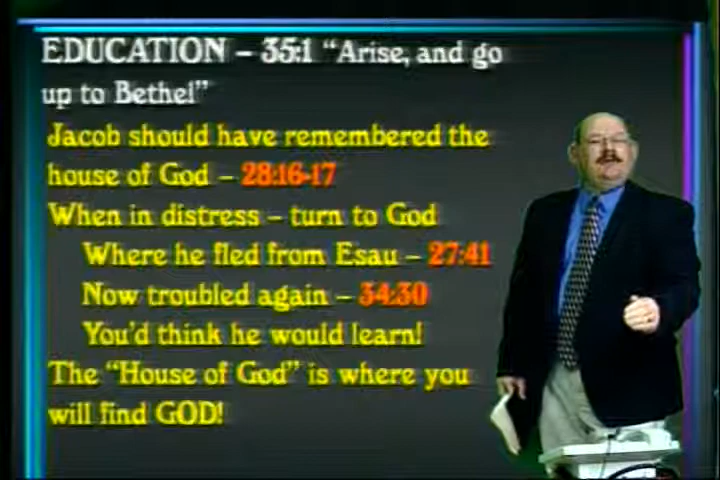 EDUCATION – 35:1 “Arise, and go
up to Bethel”
Jacob should have remembered the
house of God – 28:16-17
When in distress – turn to God
Where he fled from Esau – 27:41
Now troubled again – 34:30
You'd think he would learn!
The “House of God” is where you
will find GOD!